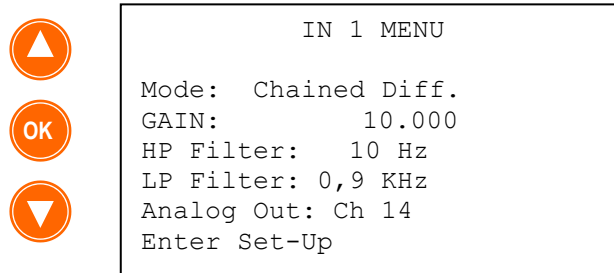 IN 1 MENU
Mode: Chained Diff.
GAIN: 10.000
HP Filter: 10 Hz
OK
LP Filter: 0,9 KHz
Analog Out: Ch 14
Enter Set-Up